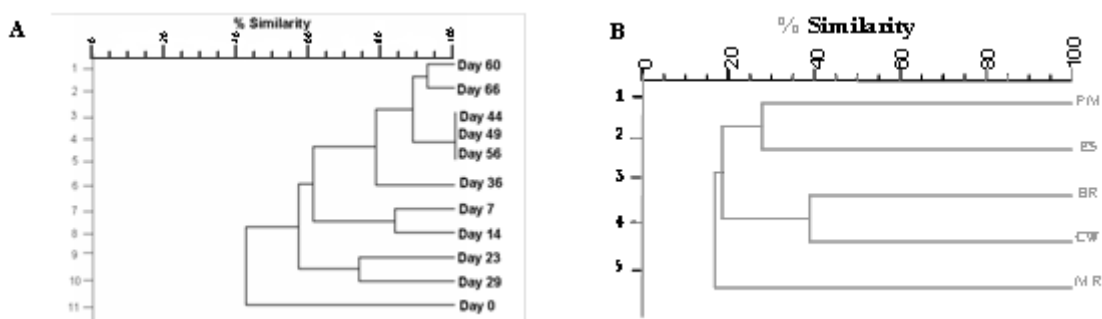 A
% Similarity
20
1
Day 60
2
Day 66
3
Day 44
4
Day 49
5
Day 56
6
Day 36
7
Day 7
8
Day 14
9
Day 23
10
Day 29
11
Day 0
B
% Similarity
0
20
40
60
80
100
1
PM
2
ES
3
BR
4
CW
5
MR